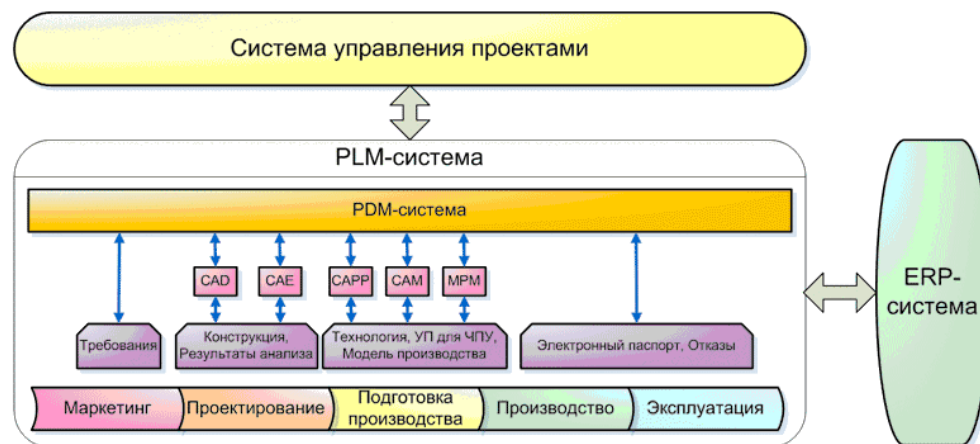 Система управления проектами
PLM-система
PDM-система
CAD
CAE
CAPP
CAM
MPM
ERP-
система
Требования
Конструкция,
Результаты анализа
Технология, УП для ЧПУ,
Модель производства
Электронный паспорт, Отказы
Маркетинг
Проектирование
Подготовка
производства
Производство
Эксплуатация